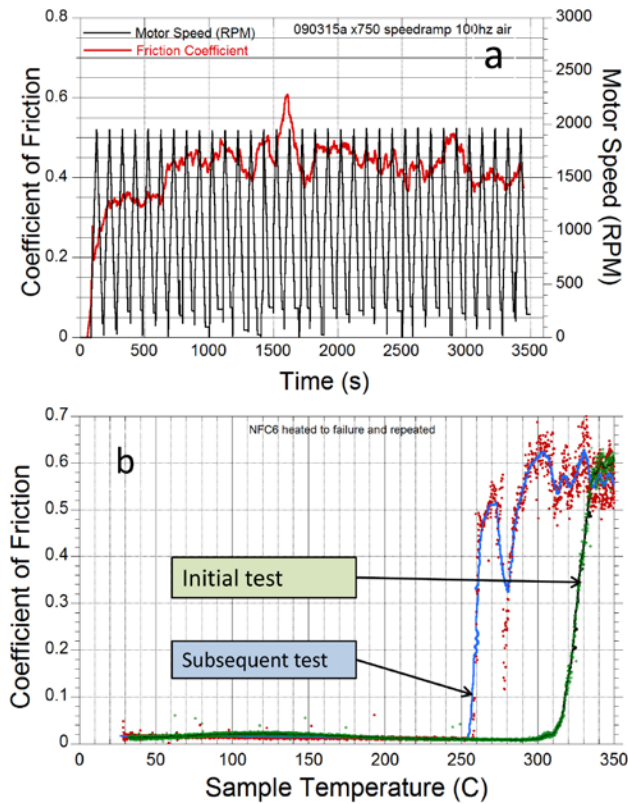 090315a x750 speedramp 100hz air
Motor Speed (RPM)
Friction Coefficient
a
0.8
0.6
0.4
0.2
0
3000
2500
2000
1500
1000
500
0
Coefficient of Friction
Motor Speed (RPM)
0 500 1000 1500 2000 2500 3000 3500
Time (s)
NFC6 heated to failure and repeated
b
0.7
0.6
0.5
0.4
0.3
0.2
0.1
0
Coefficient of Friction
Initial test
Subsequent test
0 50 100 150 200 250 300 350
Sample Temperature (C)